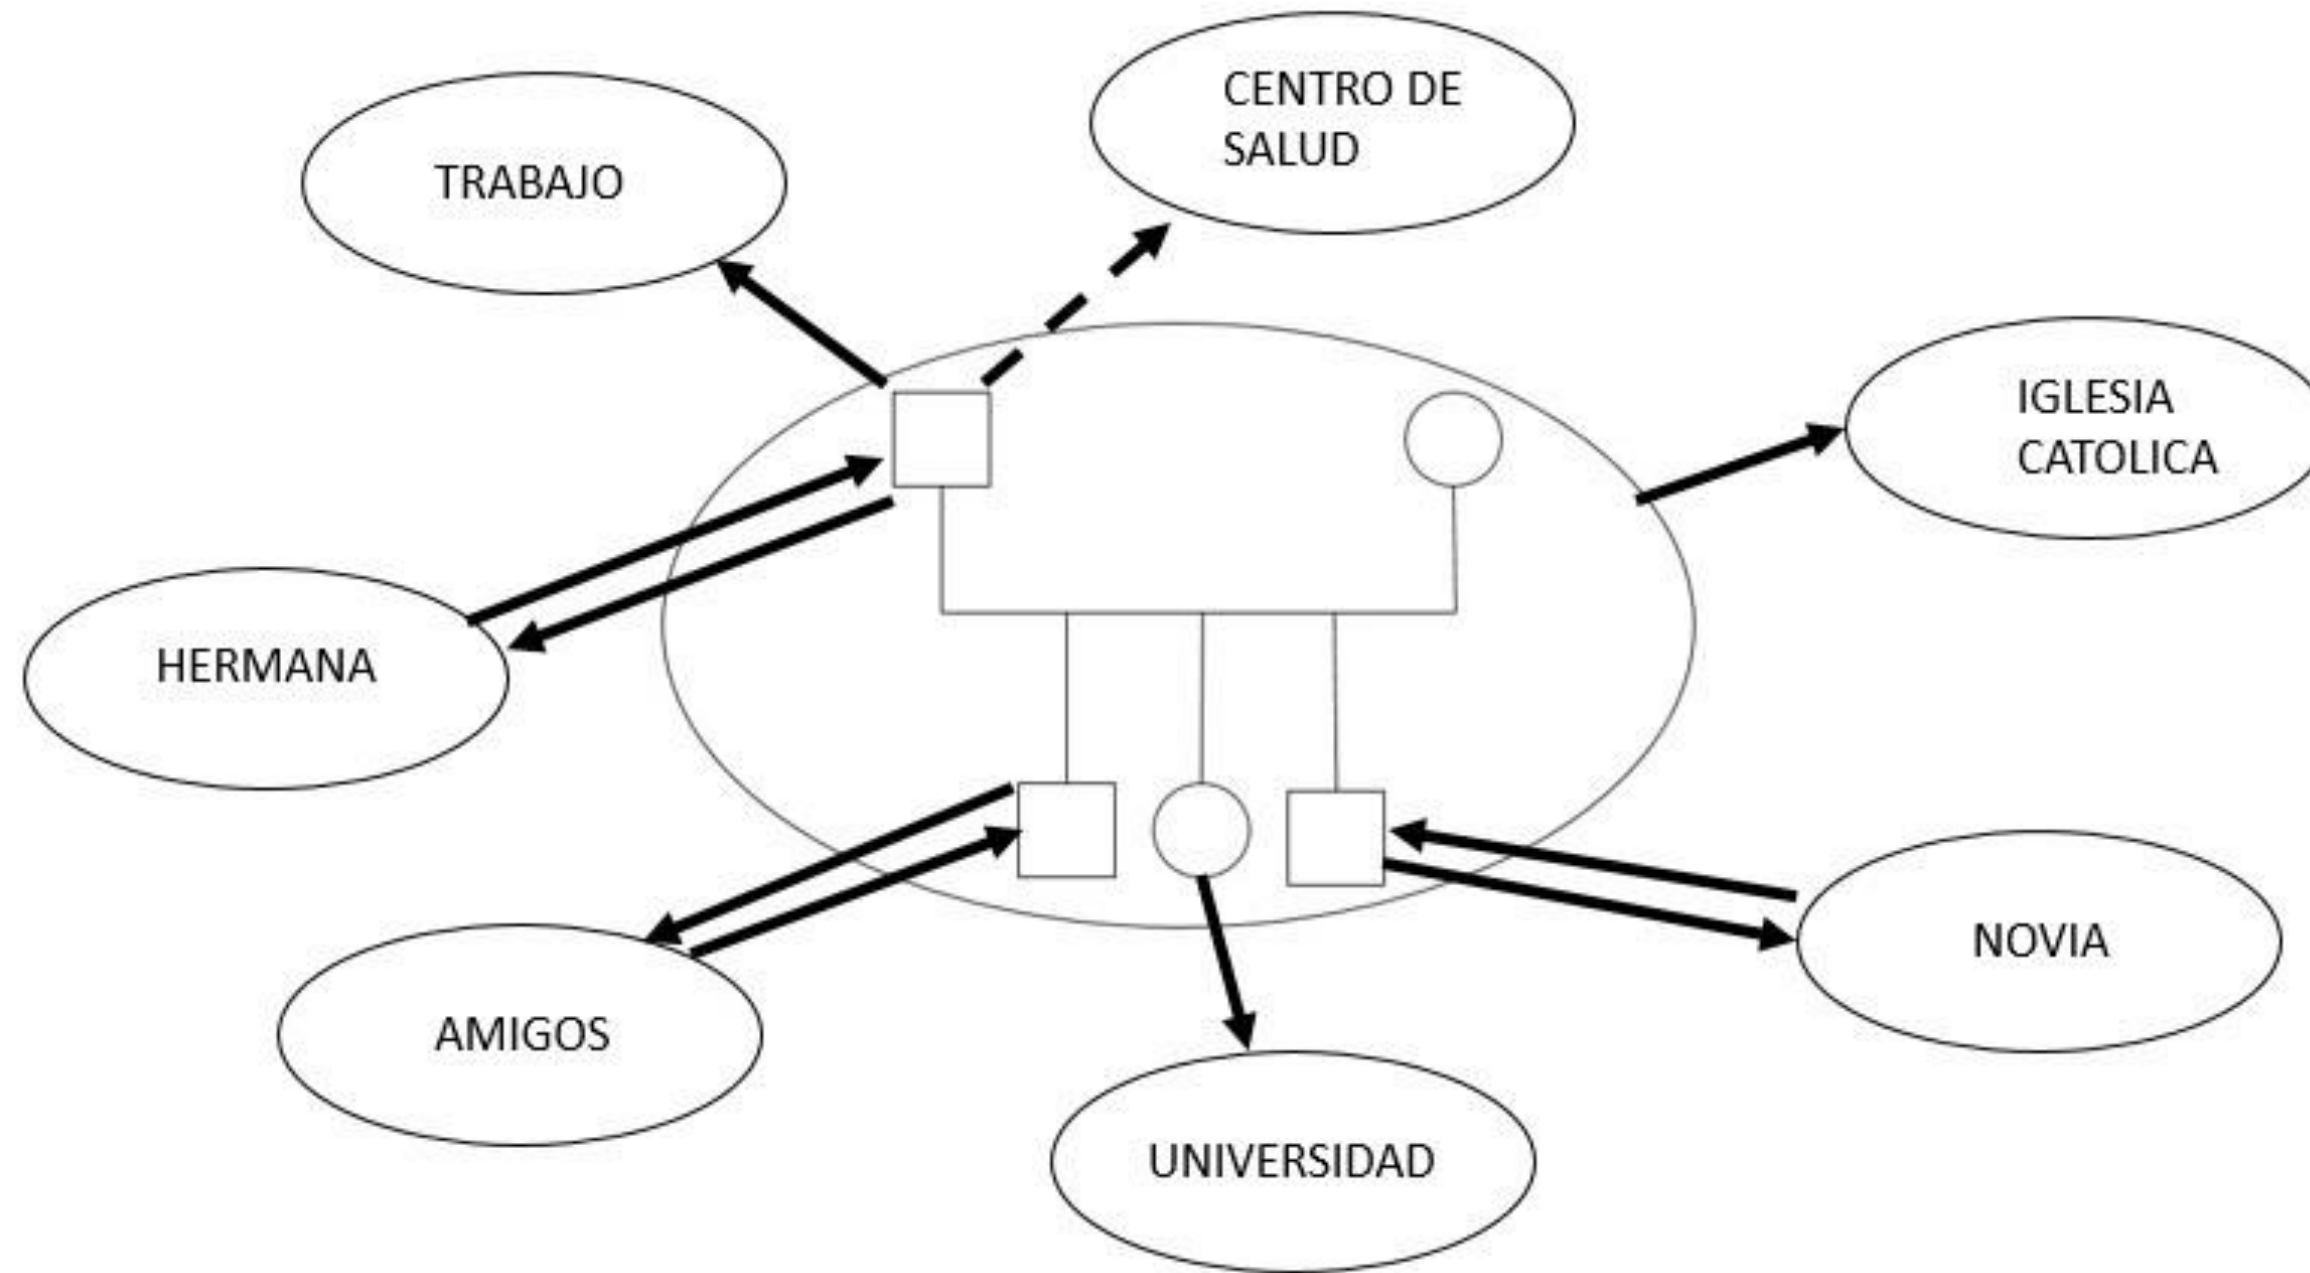 CENTRO DE
SALUD
TRABAJO
IGLESIA
CATOLICA
HERMANA
NOVIA
AMIGOS
UNIVERSIDAD